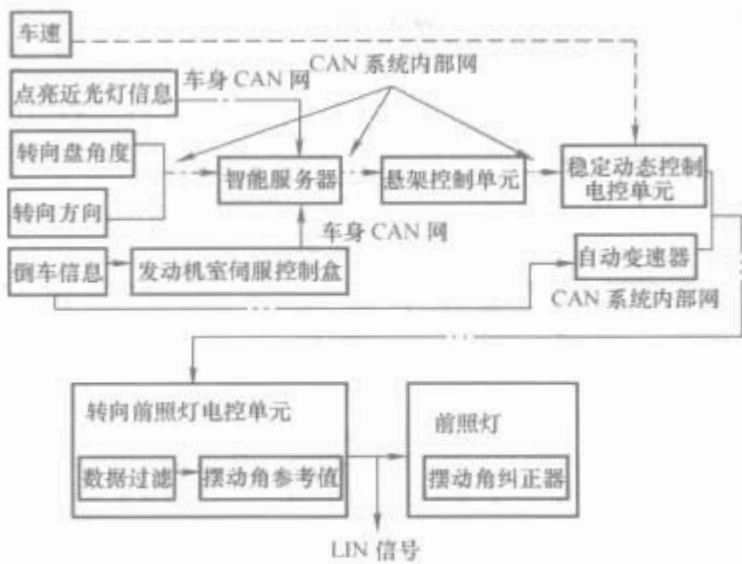 车速
CAN 系统内部网
车身 CAN 网
点亮近光灯信息
转向盘角度
智能服务器
悬架控制单元
稳定动态控制
电控单元
转向方向
车身 CAN 网
倒车信息
发动机室伺服控制盒
自动变速器
CAN 系统内部网
转向前照灯电控单元
前照灯
数据过滤
摆动角参考值
摆动角纠正器
LIN 信号